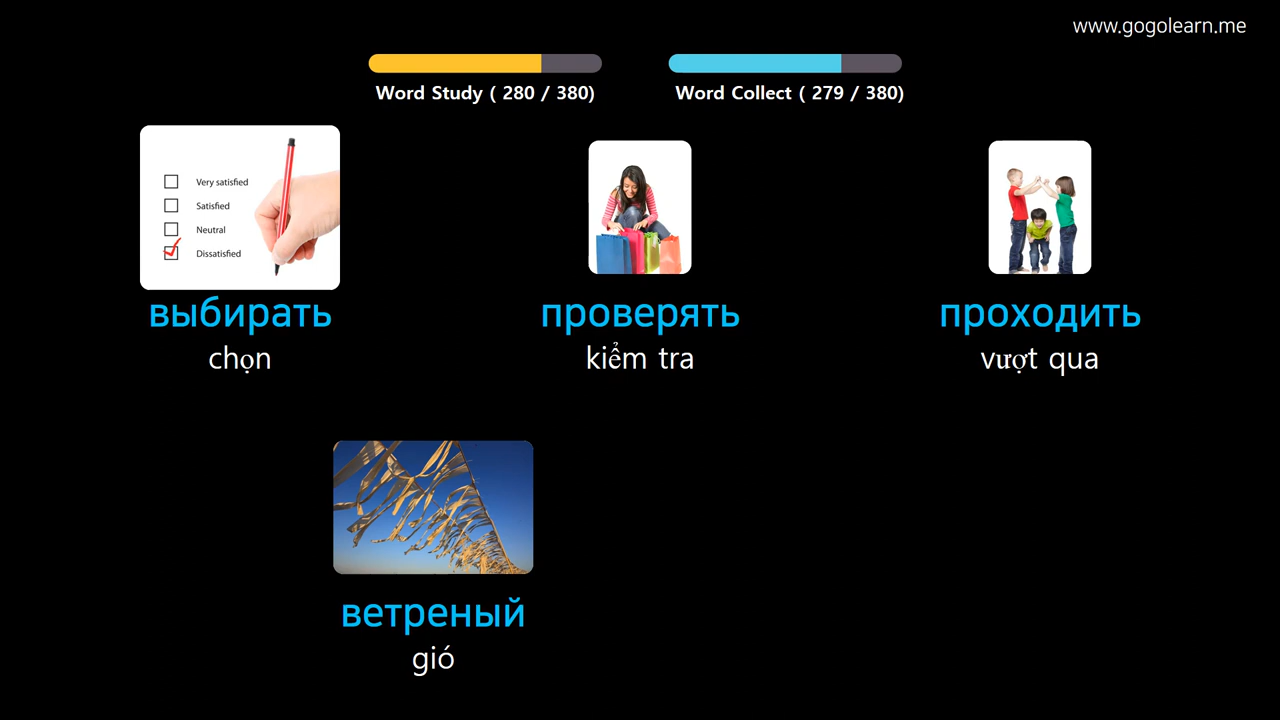 www.gogolearn.me
Word Study ( 280 / 380)
Word Collect ( 279 / 380)
Very satisfied
Satisfied
Neutral
Dissatisfied
выбирать
chọn
проверять
kiểm tra
проходить
vượt qua
ветреный
gió